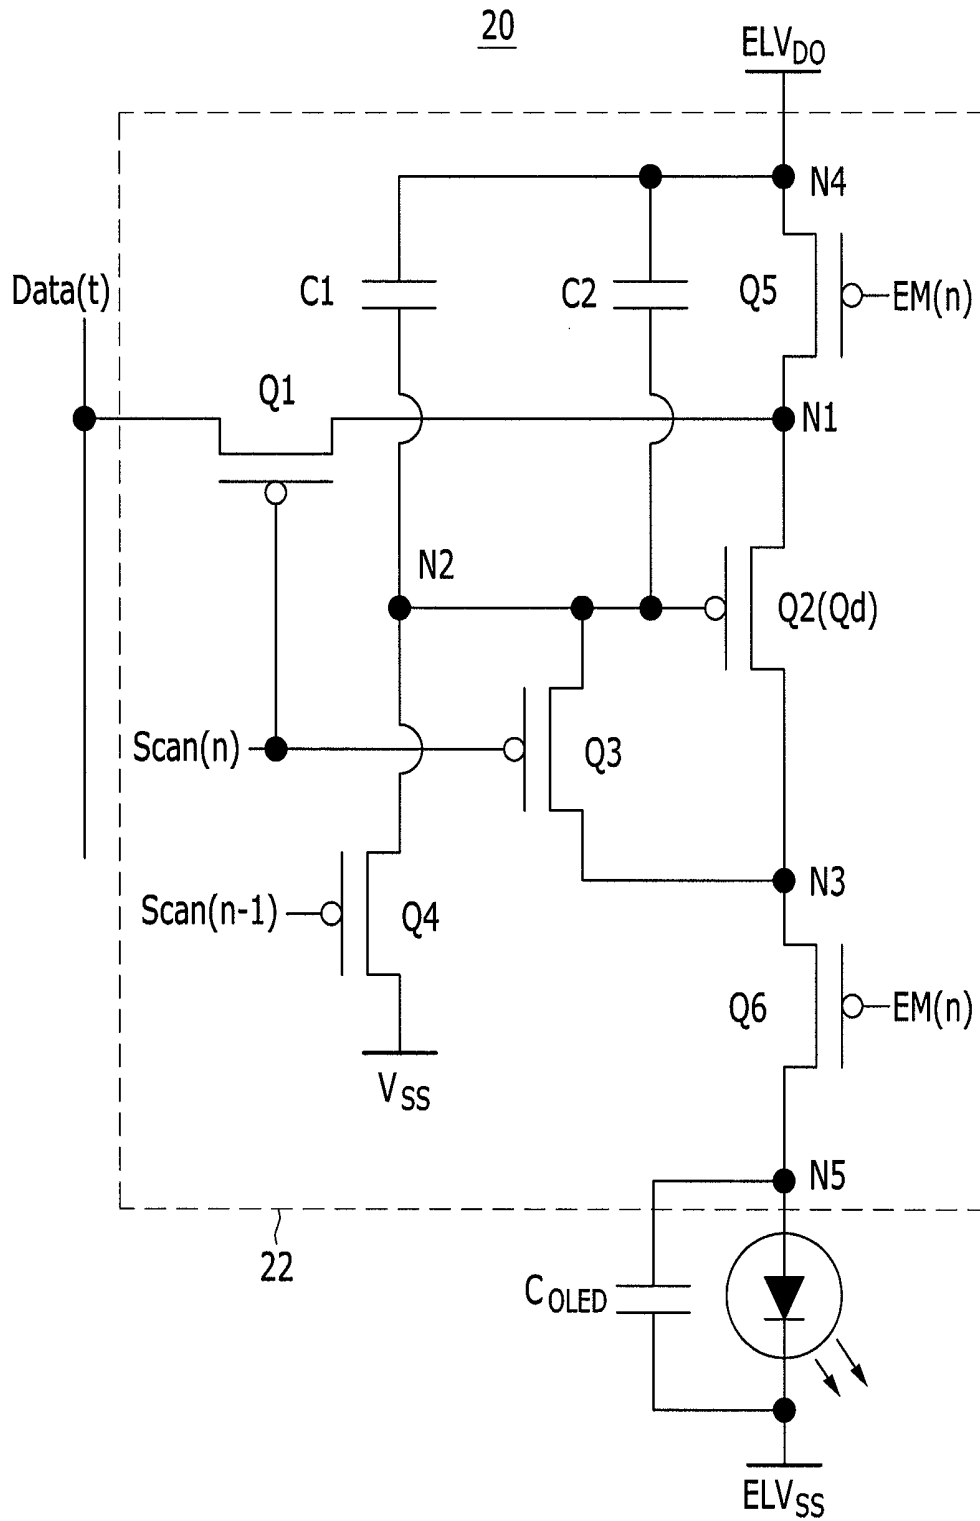 20
ELVDO
N4
Data(t)
C1
C2
Q5
EM(n)
Q1
N1
N2
Q2(Qd)
Scan(n)
Q3
N3
Scan(n-1)
Q4
Q6
EM(n)
VSS
N5
22
COLED
ELVSS